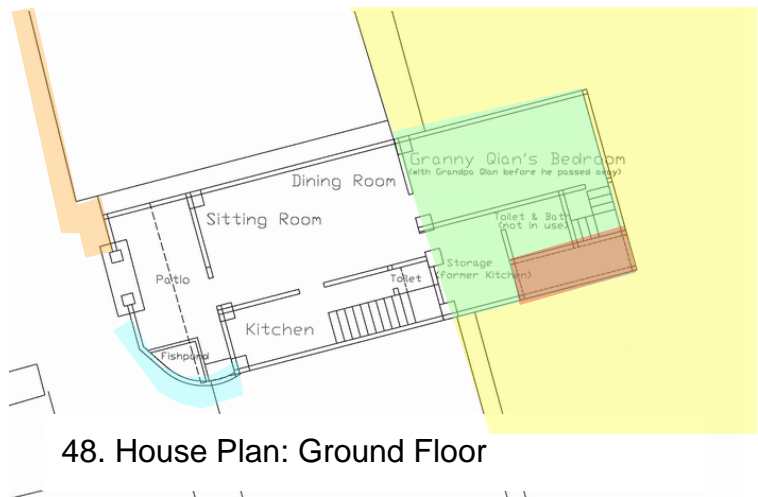 Granny Qian's Bedroom
(with Grandpa Qian before he passed away)
Dining Room
Sitting Room
Toilet & Bath
(not in use)
Storage
(former Kitchen)
Patio
Toilet
Kitchen
Fishpond
48. House Plan: Ground Floor